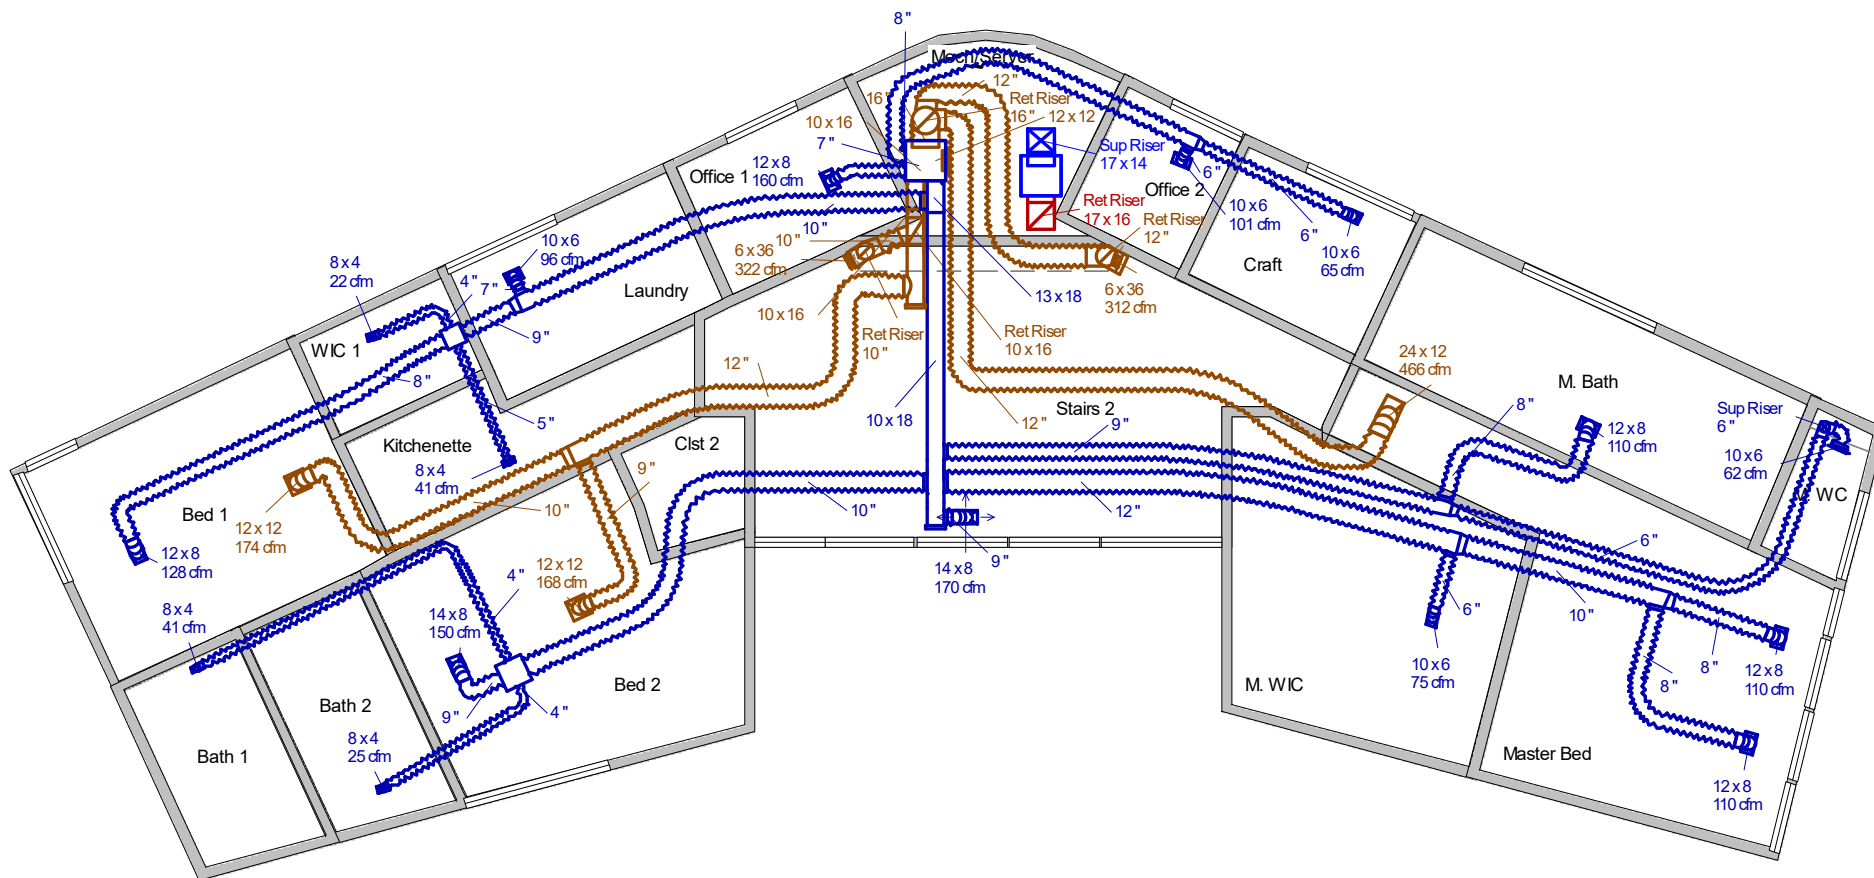 8"
Mech/Server
12"
16"
Ret Riser
16"
12 x 12
10 x 16
7"
Sup Riser
17 x 14
12 x 8
160 cfm
Office 1
6"
Office 2
Ret Riser
17 x 16
10 x 6
101 cfm
Ret Riser
12"
6"
10 x 6
65 cfm
Craft
10"
10"
6 x 36
322 cfm
10 x 6
96 cfm
8 x 4
22 cfm
4"
7"
Laundry
13 x 18
6 x 36
312 cfm
10 x 16
9"
WIC 1
Ret Riser
10"
Ret Riser
10 x 16
24 x 12
466 cfm
12"
8"
M. Bath
10 x 18
Stairs 2
12"
9"
8"
5"
Sup Riser
6"
12 x 8
110 cfm
Clst 2
Kitchenette
8 x 4
41 cfm
9"
10 x 6
62 cfm
WC
Bed 1
12 x 12
174 cfm
10"
10"
12"
12 x 8
128 cfm
9"
6"
14 x 8
170 cfm
12 x 12
168 cfm
4"
8 x 4
41 cfm
14 x 8
150 cfm
6"
10"
10 x 6
75 cfm
8"
12 x 8
110 cfm
8"
Bed 2
M. WIC
Bath 2
9"
4"
8 x 4
25 cfm
Bath 1
Master Bed
12 x 8
110 cfm